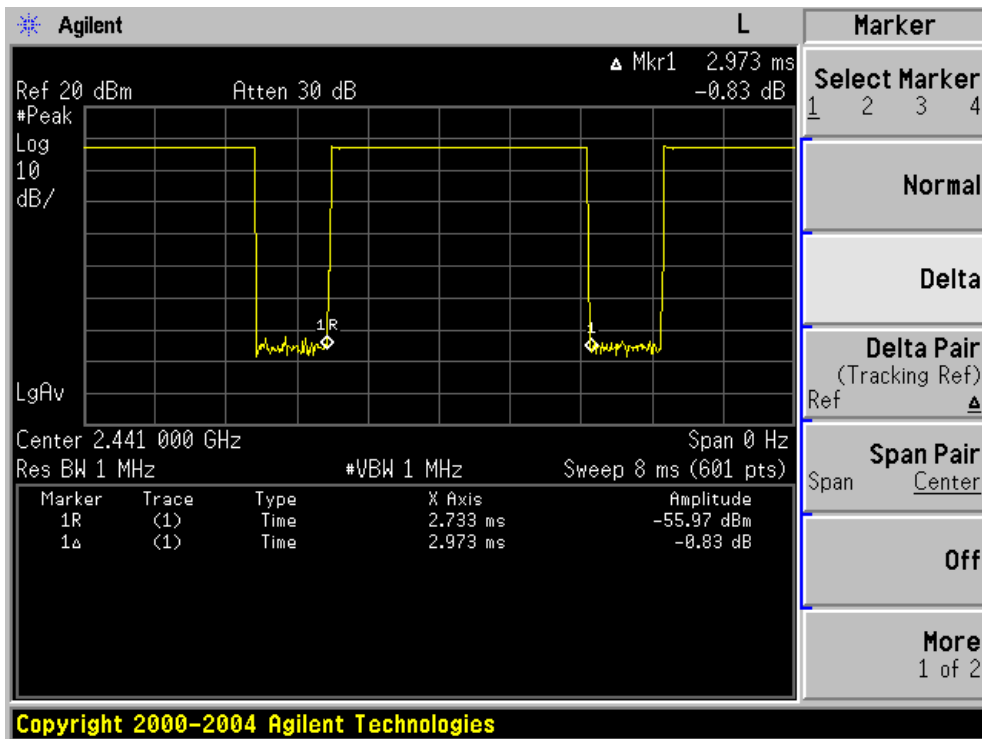 Agilent L
Marker
Δ Mkr1 2.973 ms
Ref 20 dBm Atten 30 dB -0.83 dB
#Peak
Log
10
dB/
1R
1
LgAv
Center 2.441 000 GHz Span 0 Hz
Res BW 1 MHz #VBW 1 MHz Sweep 8 ms (601 pts)
Marker Trace Type X Axis Amplitude
1R (1) Time 2.733 ms -55.97 dBm
1Δ (1) Time 2.973 ms -0.83 dB
Select Marker
1 2 3 4
Normal
Delta
Delta Pair
(Tracking Ref)
Ref Δ
Span Pair
Span Center
Off
More
1 of 2
Copyright 2000-2004 Agilent Technologies